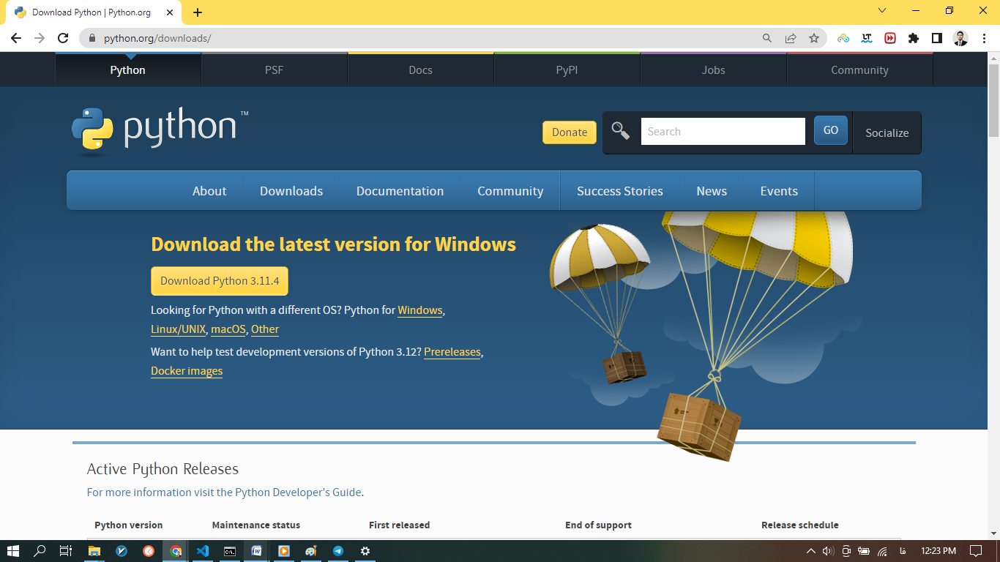 Download Python | Python.org
python.org/downloads/
Python PSF Docs PyPI Jobs Community
python™
Donate Search GO Socialize
About Downloads Documentation Community Success Stories News Events
Download the latest version for Windows
Download Python 3.11.4
Looking for Python with a different OS? Python for Windows,
Linux/UNIX, macOS, Other
Want to help test development versions of Python 3.12? Prereleases,
Docker images
Active Python Releases
For more information visit the Python Developer's Guide.
Python version Maintenance status First released End of support Release schedule
فا 12:23 PM